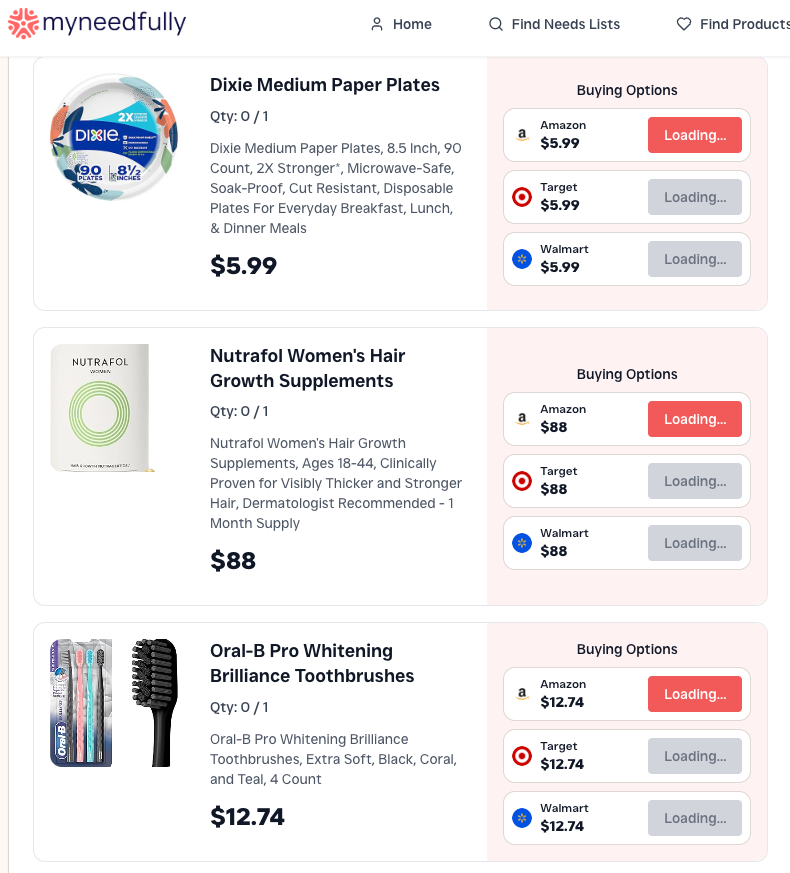 myneedfully
Home
Find Needs Lists
Find Products
Dixie Medium Paper Plates
Qty: 0 / 1
Dixie Medium Paper Plates, 8.5 Inch, 90
Count, 2X Stronger*, Microwave-Safe,
Soak-Proof, Cut Resistant, Disposable
Plates For Everyday Breakfast, Lunch,
& Dinner Meals
$5.99
2X
DIXIE
90
PLATES
8½
INCHES
Buying Options
Amazon
$5.99
Loading...
Target
$5.99
Loading...
Walmart
$5.99
Loading...
NUTRAFOL
WOMEN
Nutrafol Women's Hair
Growth Supplements
Qty: 0 / 1
Nutrafol Women's Hair Growth
Supplements, Ages 18-44, Clinically
Proven for Visibly Thicker and Stronger
Hair, Dermatologist Recommended - 1
Month Supply
$88
Buying Options
Amazon
$88
Loading...
Target
$88
Loading...
Walmart
$88
Loading...
Oral-B
Oral-B Pro Whitening
Brilliance Toothbrushes
Qty: 0 / 1
Oral-B Pro Whitening Brilliance
Toothbrushes, Extra Soft, Black, Coral,
and Teal, 4 Count
$12.74
Buying Options
Amazon
$12.74
Loading...
Target
$12.74
Loading...
Walmart
$12.74
Loading...